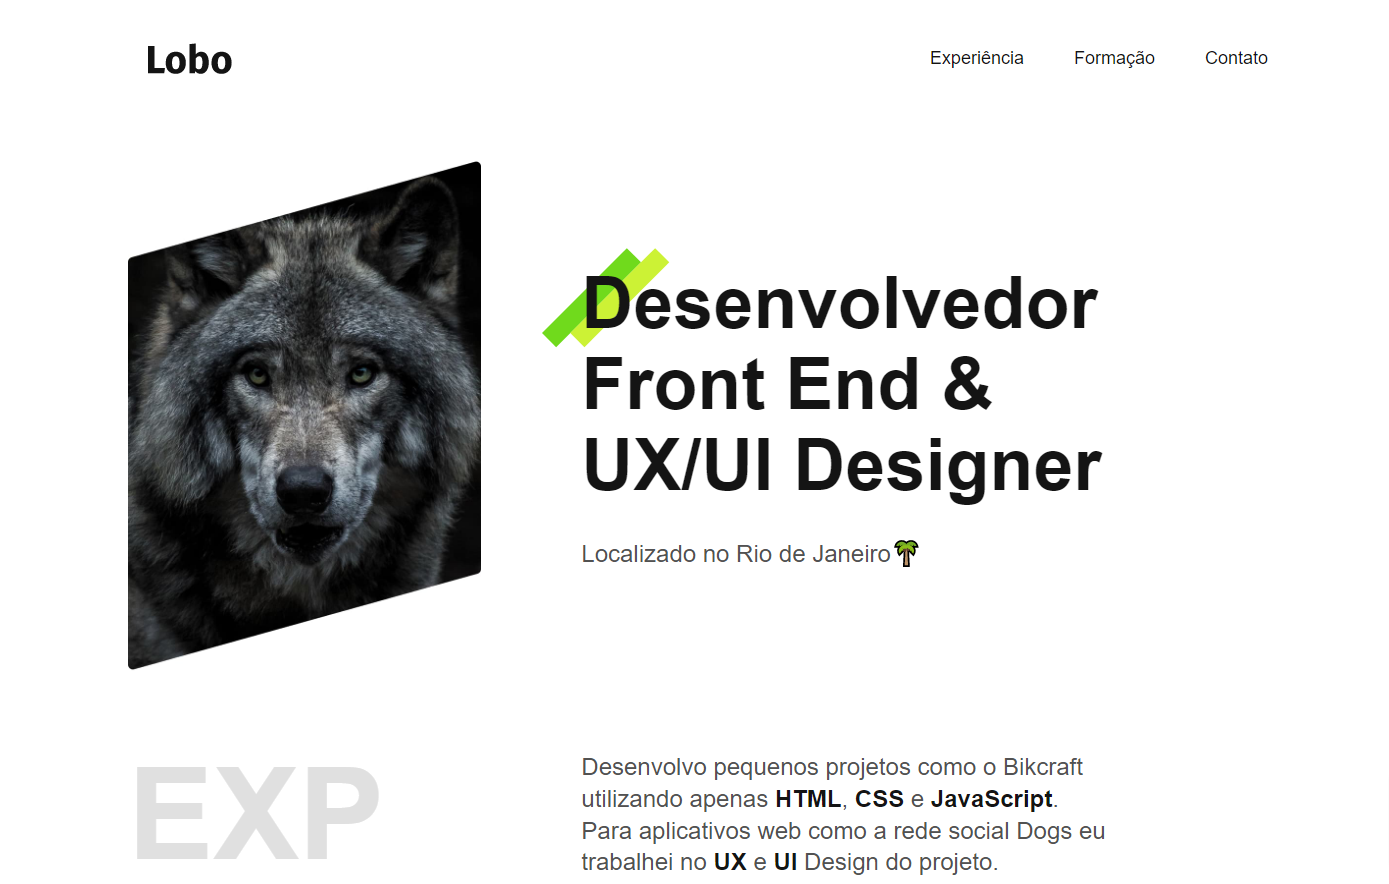 Lobo
Experiência Formação Contato
Desenvolvedor
Front End &
UX/UI Designer
Localizado no Rio de Janeiro🌴
EXP
Desenvolvo pequenos projetos como o Bikcraft
utilizando apenas HTML, CSS e JavaScript.
Para aplicativos web como a rede social Dogs eu
trabalhei no UX e UI Design do projeto.